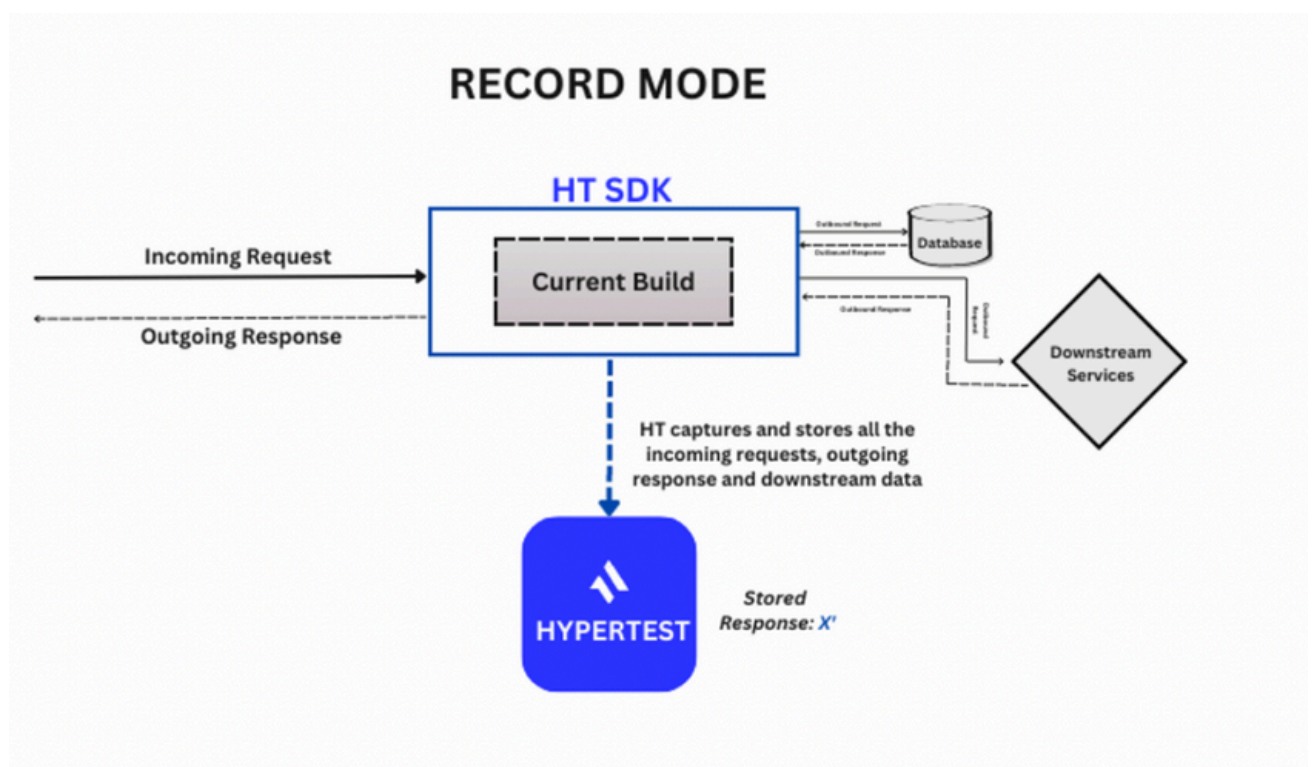 RECORD MODE
HT SDK
Incoming Request
Outgoing Response
Current Build
Outbound Request
Outbound Response
Database
Outbound Response
Outbound
Request
Downstream
Services
HT captures and stores all the
incoming requests, outgoing
response and downstream data
HYPERTEST
Stored
Response: X'